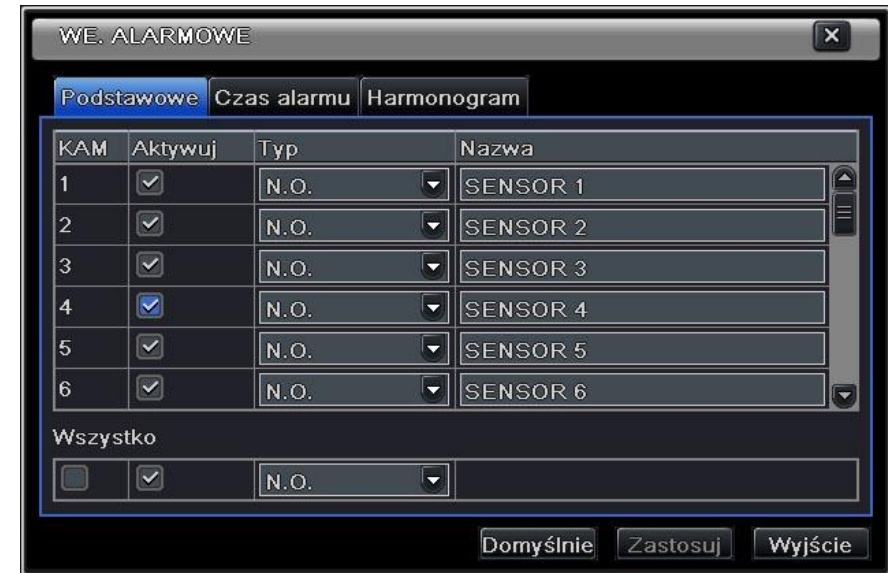 WE. ALARMOWE
Podstawowe Czas alarmu Harmonogram
KAM Aktywuj Typ Nazwa
1 N.O. SENSOR 1
2 N.O. SENSOR 2
3 N.O. SENSOR 3
4 N.O. SENSOR 4
5 N.O. SENSOR 5
6 N.O. SENSOR 6
Wszystko
N.O.
Domyślnie Zastosuj Wyjście